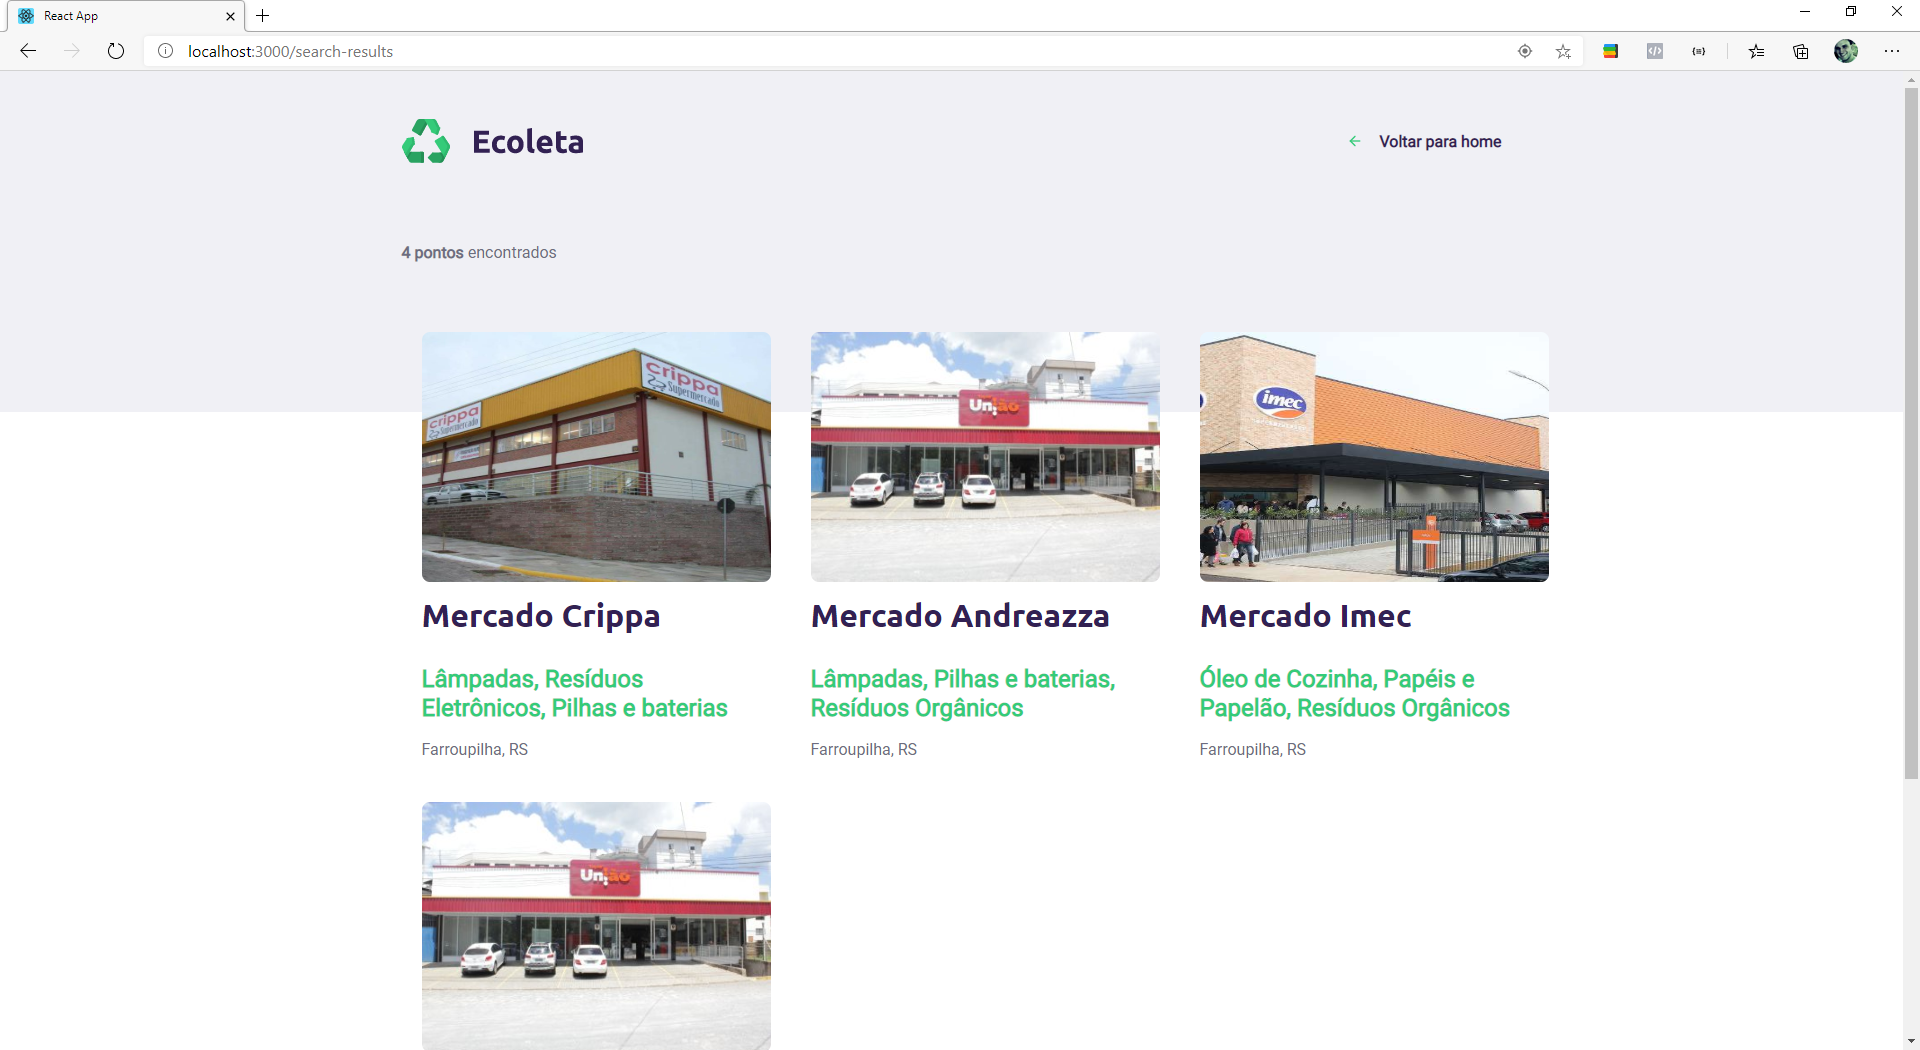 React App
localhost:3000/search-results
Ecoleta
Voltar para home
4 pontos encontrados
crippa
Supermercado
crippa
Supermercado
União
imec
Mercado Crippa
Mercado Andreazza
Mercado Imec
Lâmpadas, Resíduos
Eletrônicos, Pilhas e baterias
Lâmpadas, Pilhas e baterias,
Resíduos Orgânicos
Óleo de Cozinha, Papéis e
Papelão, Resíduos Orgânicos
Farroupilha, RS
Farroupilha, RS
Farroupilha, RS
União